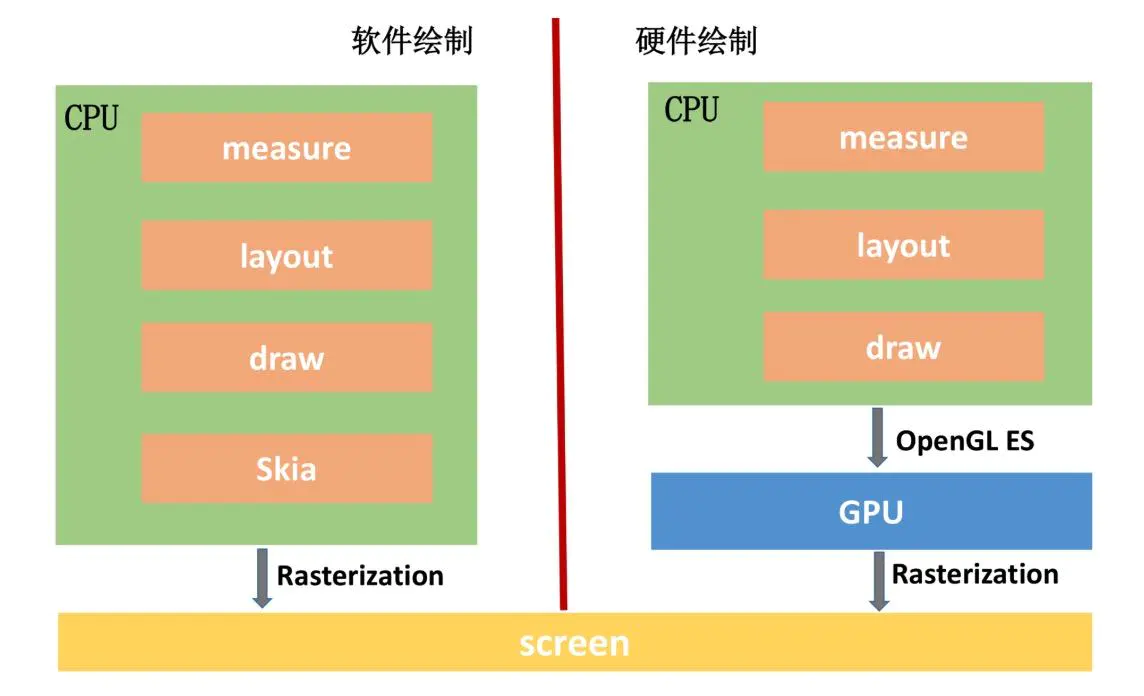 软件绘制
CPU
measure
layout
draw
Skia
Rasterization
硬件绘制
CPU
measure
layout
draw
OpenGL ES
GPU
Rasterization
screen